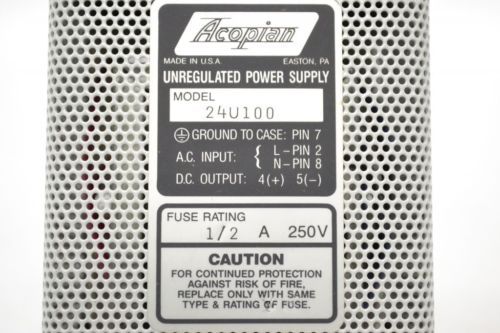 Acopian
MADE IN U.S.A. EASTON, PA
UNREGULATED POWER SUPPLY
MODEL
24U100
GROUND TO CASE: PIN 7
A.C. INPUT: { L-PIN 2
N-PIN 8
D.C. OUTPUT: 4(+) 5(-)
FUSE RATING
1/2 A 250V
CAUTION
FOR CONTINUED PROTECTION
AGAINST RISK OF FIRE,
REPLACE ONLY WITH SAME
TYPE & RATING OF FUSE.